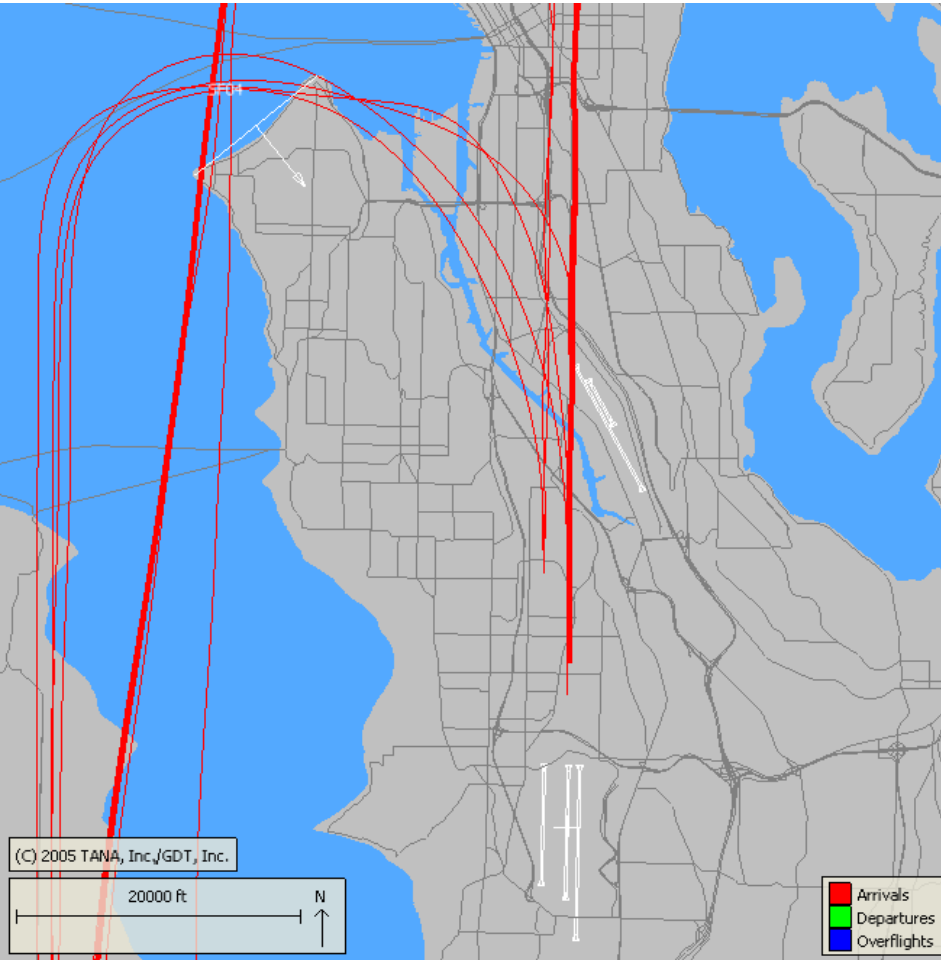 (C) 2005 TANA, Inc./GDT, Inc.
20000 ft
N
Arrivals
Departures
Overflights